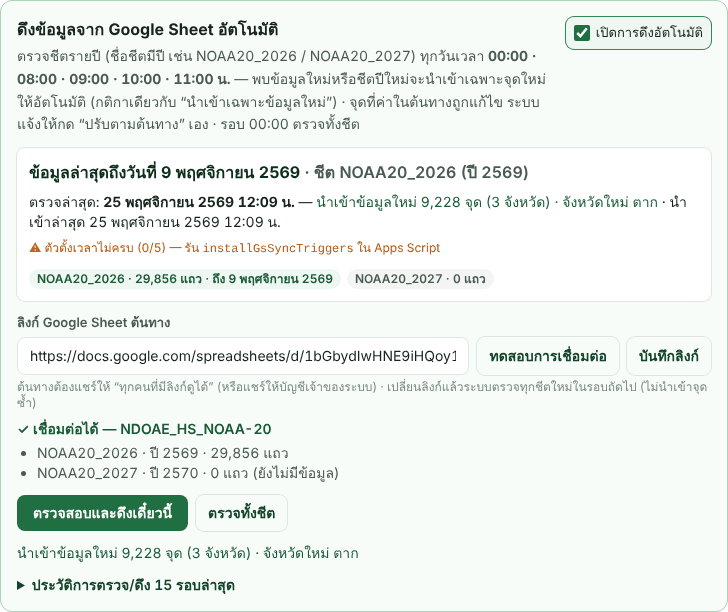 ดึงข้อมูลจาก Google Sheet อัตโนมัติ
เปิดการดึงอัตโนมัติ
ตรวจชีตรายปี (ชื่อชีตมีปี เช่น NOAA20_2026 / NOAA20_2027) ทุกวันเวลา 00:00 ·
08:00 · 09:00 · 10:00 · 11:00 น. — พบข้อมูลใหม่หรือชีตปีใหม่จะนำเข้าเฉพาะจุดใหม่
ให้อัตโนมัติ (กติกาเดียวกับ “นำเข้าเฉพาะข้อมูลใหม่”) · จุดที่ค่าในต้นทางถูกแก้ไข ระบบ
แจ้งให้กด “ปรับตามต้นทาง” เอง · รอบ 00:00 ตรวจทั้งชีต
ข้อมูลล่าสุดถึงวันที่ 9 พฤศจิกายน 2569 · ชีต NOAA20_2026 (ปี 2569)
ตรวจล่าสุด: 25 พฤศจิกายน 2569 12:09 น. — นำเข้าข้อมูลใหม่ 9,228 จุด (3 จังหวัด) · จังหวัดใหม่ ตาก · นำ
เข้าล่าสุด 25 พฤศจิกายน 2569 12:09 น.
⚠ ตัวตั้งเวลาไม่ครบ (0/5) — รัน installGsSyncTriggers ใน Apps Script
NOAA20_2026 · 29,856 แถว · ถึง 9 พฤศจิกายน 2569 NOAA20_2027 · 0 แถว
ลิงก์ Google Sheet ต้นทาง
https://docs.google.com/spreadsheets/d/1bGbydIwHNE9iHQoy1 ทดสอบการเชื่อมต่อ บันทึกลิงก์
ต้นทางต้องแชร์ให้ “ทุกคนที่มีลิงก์ดูได้” (หรือแชร์ให้บัญชีเจ้าของระบบ) · เปลี่ยนลิงก์แล้วระบบตรวจทุกชีตใหม่ในรอบถัดไป (ไม่นำเข้าจุด
ซ้ำ)
✓ เชื่อมต่อได้ — NDOAE_HS_NOAA-20
• NOAA20_2026 · ปี 2569 · 29,856 แถว
• NOAA20_2027 · ปี 2570 · 0 แถว (ยังไม่มีข้อมูล)
ตรวจสอบและดึงเดี๋ยวนี้ ตรวจทั้งชีต
นำเข้าข้อมูลใหม่ 9,228 จุด (3 จังหวัด) · จังหวัดใหม่ ตาก
▶ ประวัติการตรวจ/ดึง 15 รอบล่าสุด